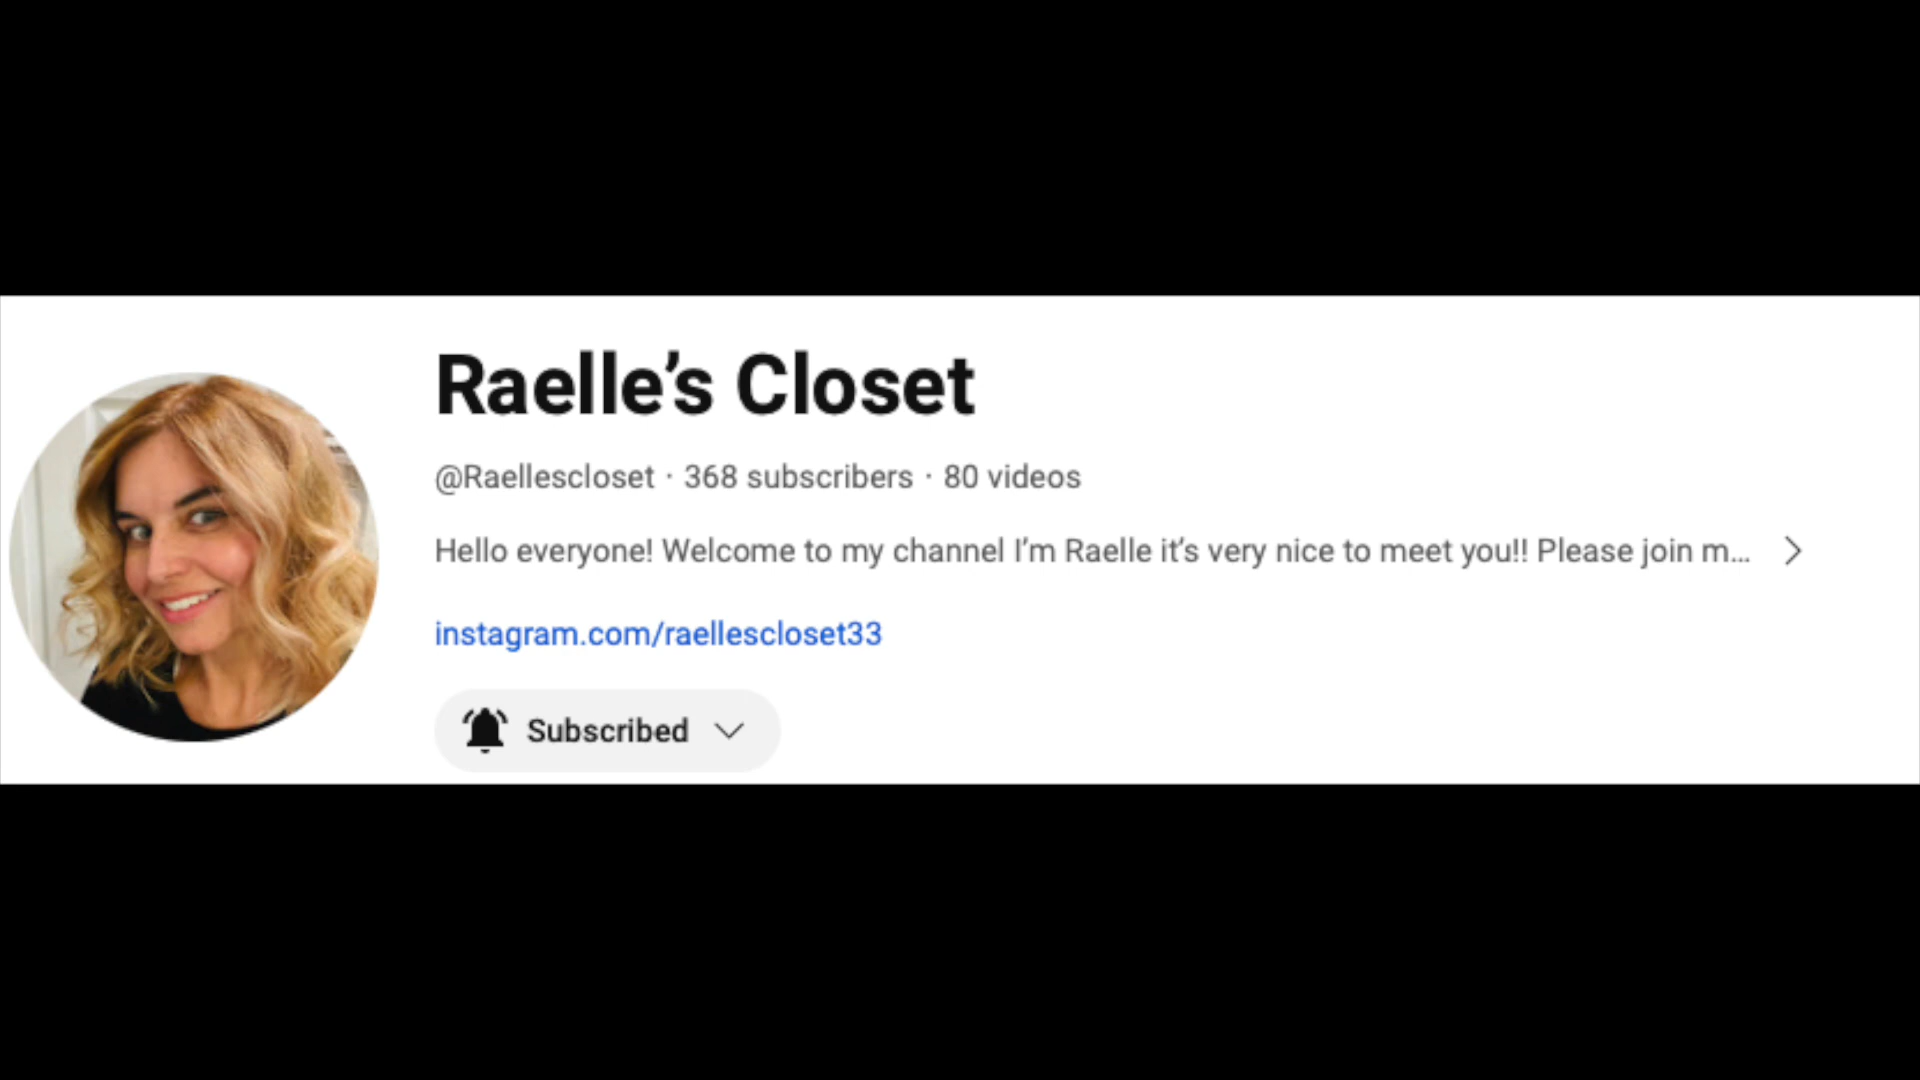 Raelle’s Closet
@Raellescloset · 368 subscribers · 80 videos
Hello everyone! Welcome to my channel I’m Raelle it’s very nice to meet you!! Please join m...
instagram.com/raellescloset33
Subscribed